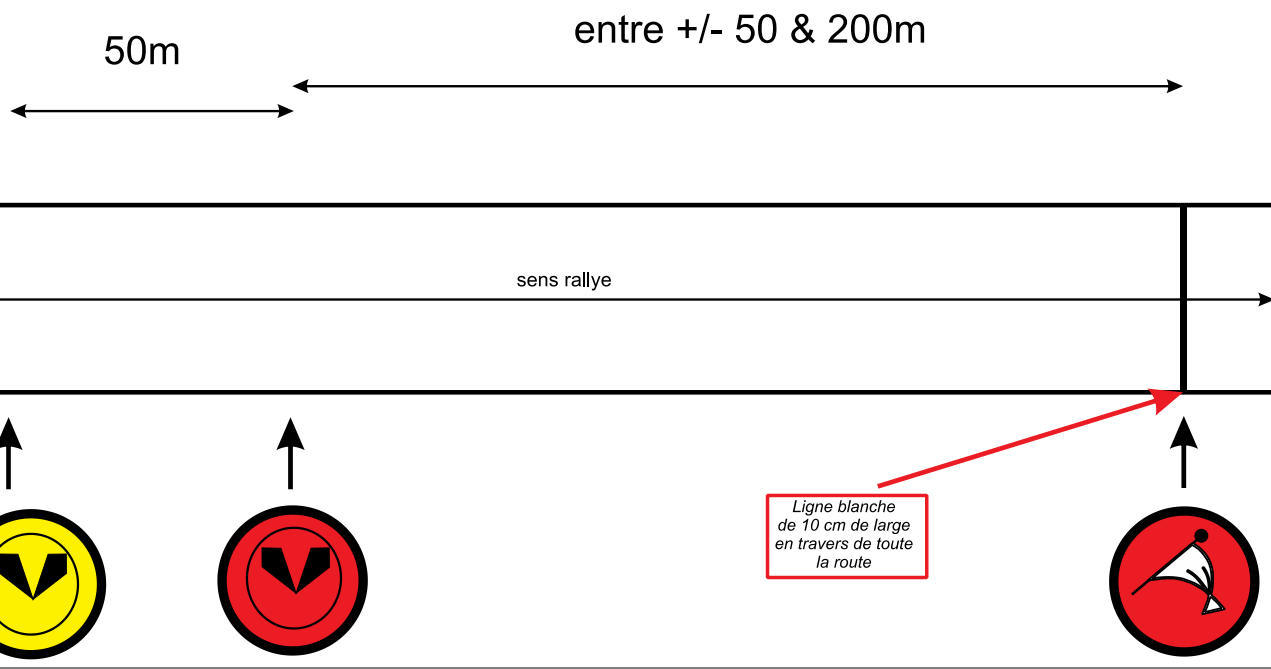 entre +/- 50 & 200m
50m
sens rallye
Ligne blanche
de 10 cm de large
en travers de toute
la route